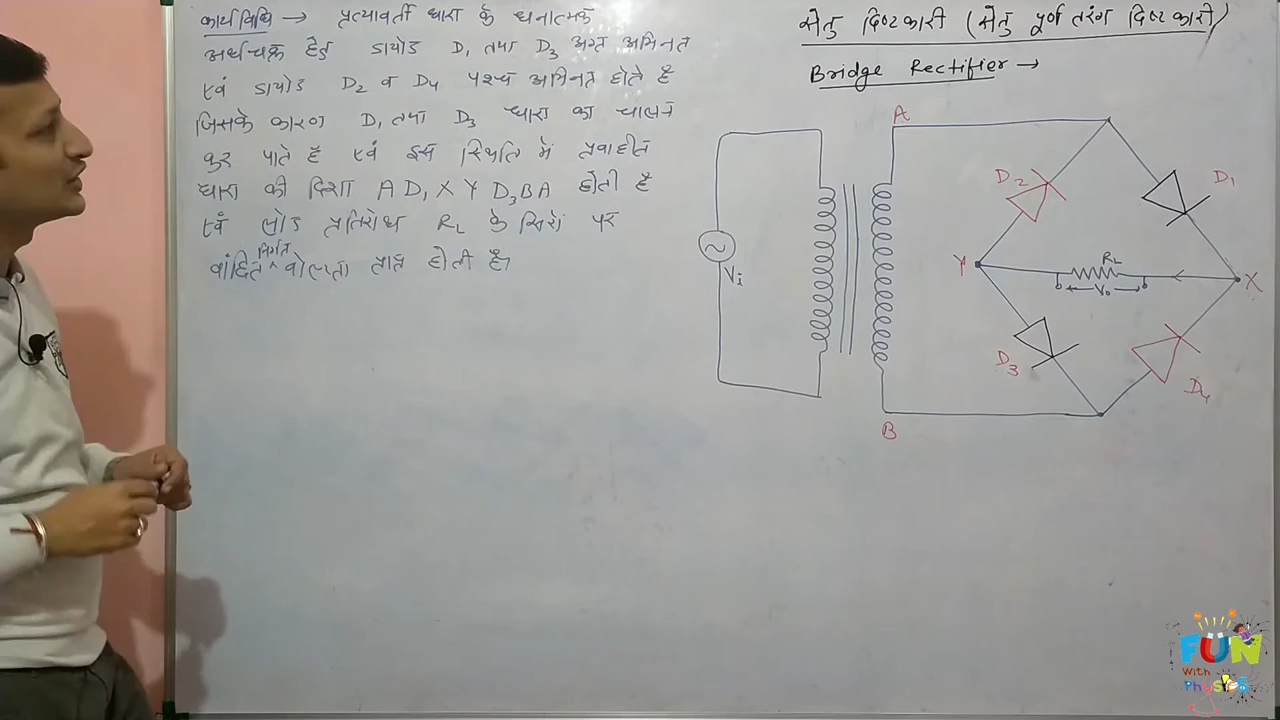 कार्यविधि → प्रत्यावर्ती धारा के धनात्मक
अर्धचक्र हेतु डायोड D₁ तथा D₃ अग्र अभिनत
एवं डायोड D₂ व D₄ पश्च अभिनत होते है
जिसके कारण D₁ तथा D₃ धारा का चालन
कर पाते है एवं इस स्थिति में प्रवाहित
धारा की दिशा A D₁ X Y D₃ B A होती है
एवं लोड प्रतिरोध RL के सिरों पर
वांछित निर्गत वोल्टता प्राप्त होती है।
सेतु दिष्टकारी (सेतु पूर्ण तरंग दिष्टकारी)
Bridge Rectifier →
A
D₂
D₁
Y
RL
X
V₀
Vi
D₃
D₄
B
FUN
With
Physics